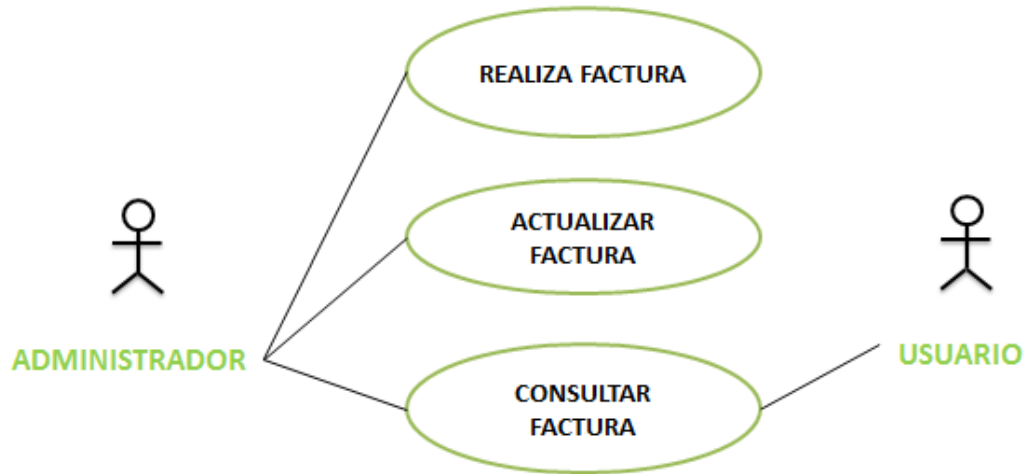 REALIZA FACTURA
ACTUALIZAR
FACTURA
ADMINISTRADOR
USUARIO
CONSULTAR
FACTURA